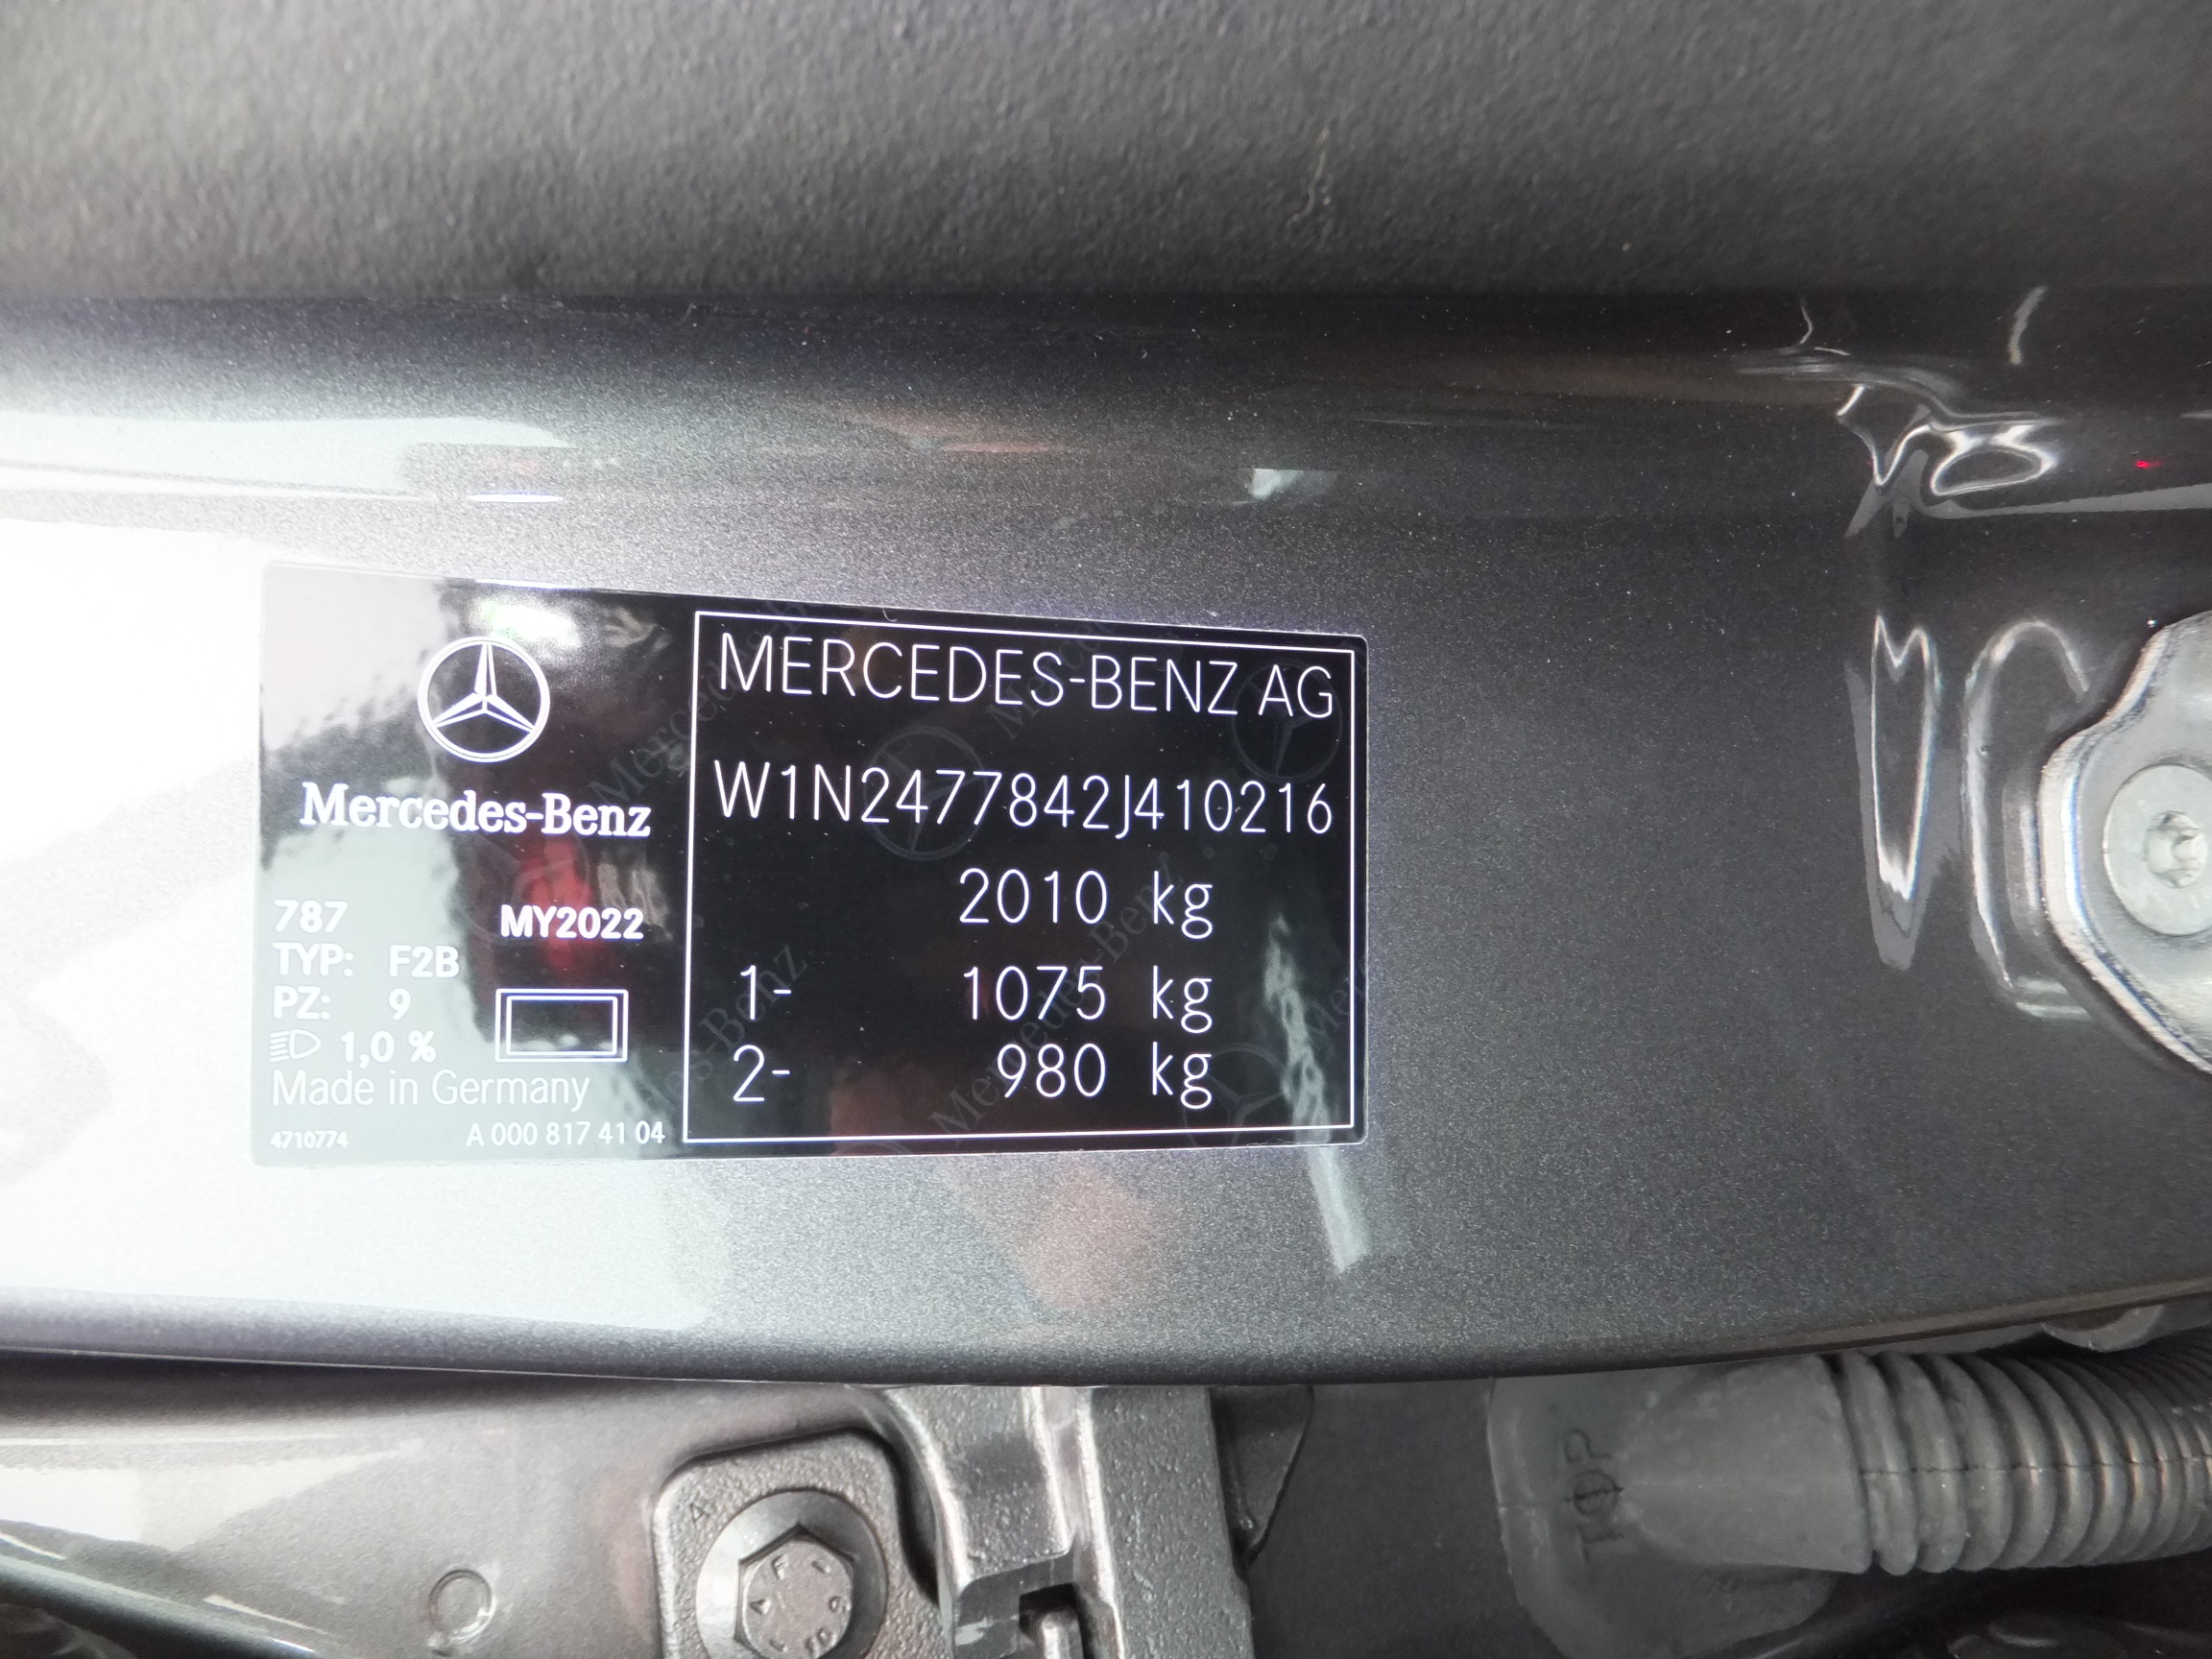 Mercedes-Benz
787 MY2022
TYP: F2B
PZ: 9
1,0 %
Made in Germany
4710774 A 000 817 41 04
MERCEDES-BENZ AG
W1N2477842J410216
2010 kg
1- 1075 kg
2- 980 kg
TOP